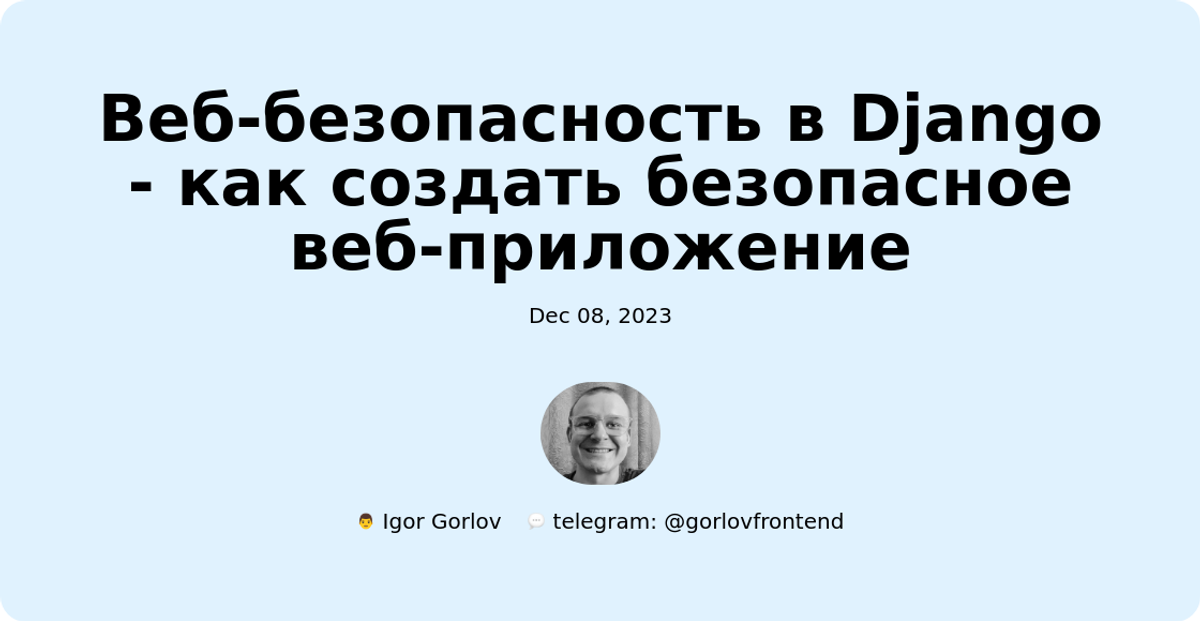 Веб-безопасность в Django
- как создать безопасное
веб-приложение
Dec 08, 2023
Igor Gorlov telegram: @gorlovfrontend